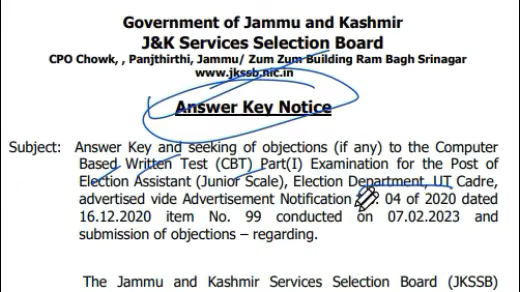 Government of Jammu and Kashmir
J&K Services Selection Board
CPO Chowk, , Panjthirthi, Jammu/ Zum Zum Building Ram Bagh Srinagar
www.jkssb.nic.in
Answer Key Notice
Subject: Answer Key and seeking of objections (if any) to the Computer
Based Written Test (CBT) Part(I) Examination for the Post of
Election Assistant (Junior Scale), Election Department, UT Cadre,
advertised vide Advertisement Notification 04 of 2020 dated
16.12.2020 item No. 99 conducted on 07.02.2023 and
submission of objections – regarding.
The Jammu and Kashmir Services Selection Board (JKSSB)